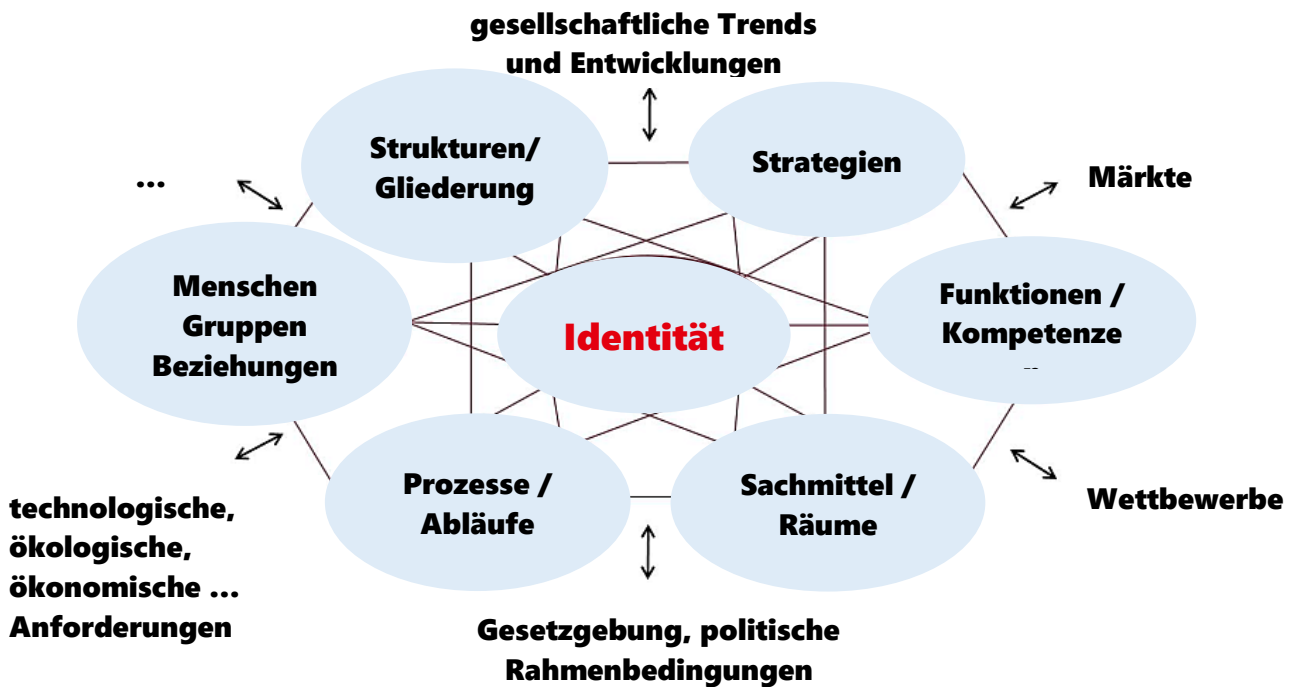 gesellschaftliche Trends
und Entwicklungen
Strukturen/
Gliederung
Strategien
...
Märkte
Menschen
Gruppen
Beziehungen
Identität
Funktionen /
Kompetenze
Prozesse /
Abläufe
Sachmittel /
Räume
technologische,
ökologische,
ökonomische ...
Anforderungen
Wettbewerbe
Gesetzgebung, politische
Rahmenbedingungen